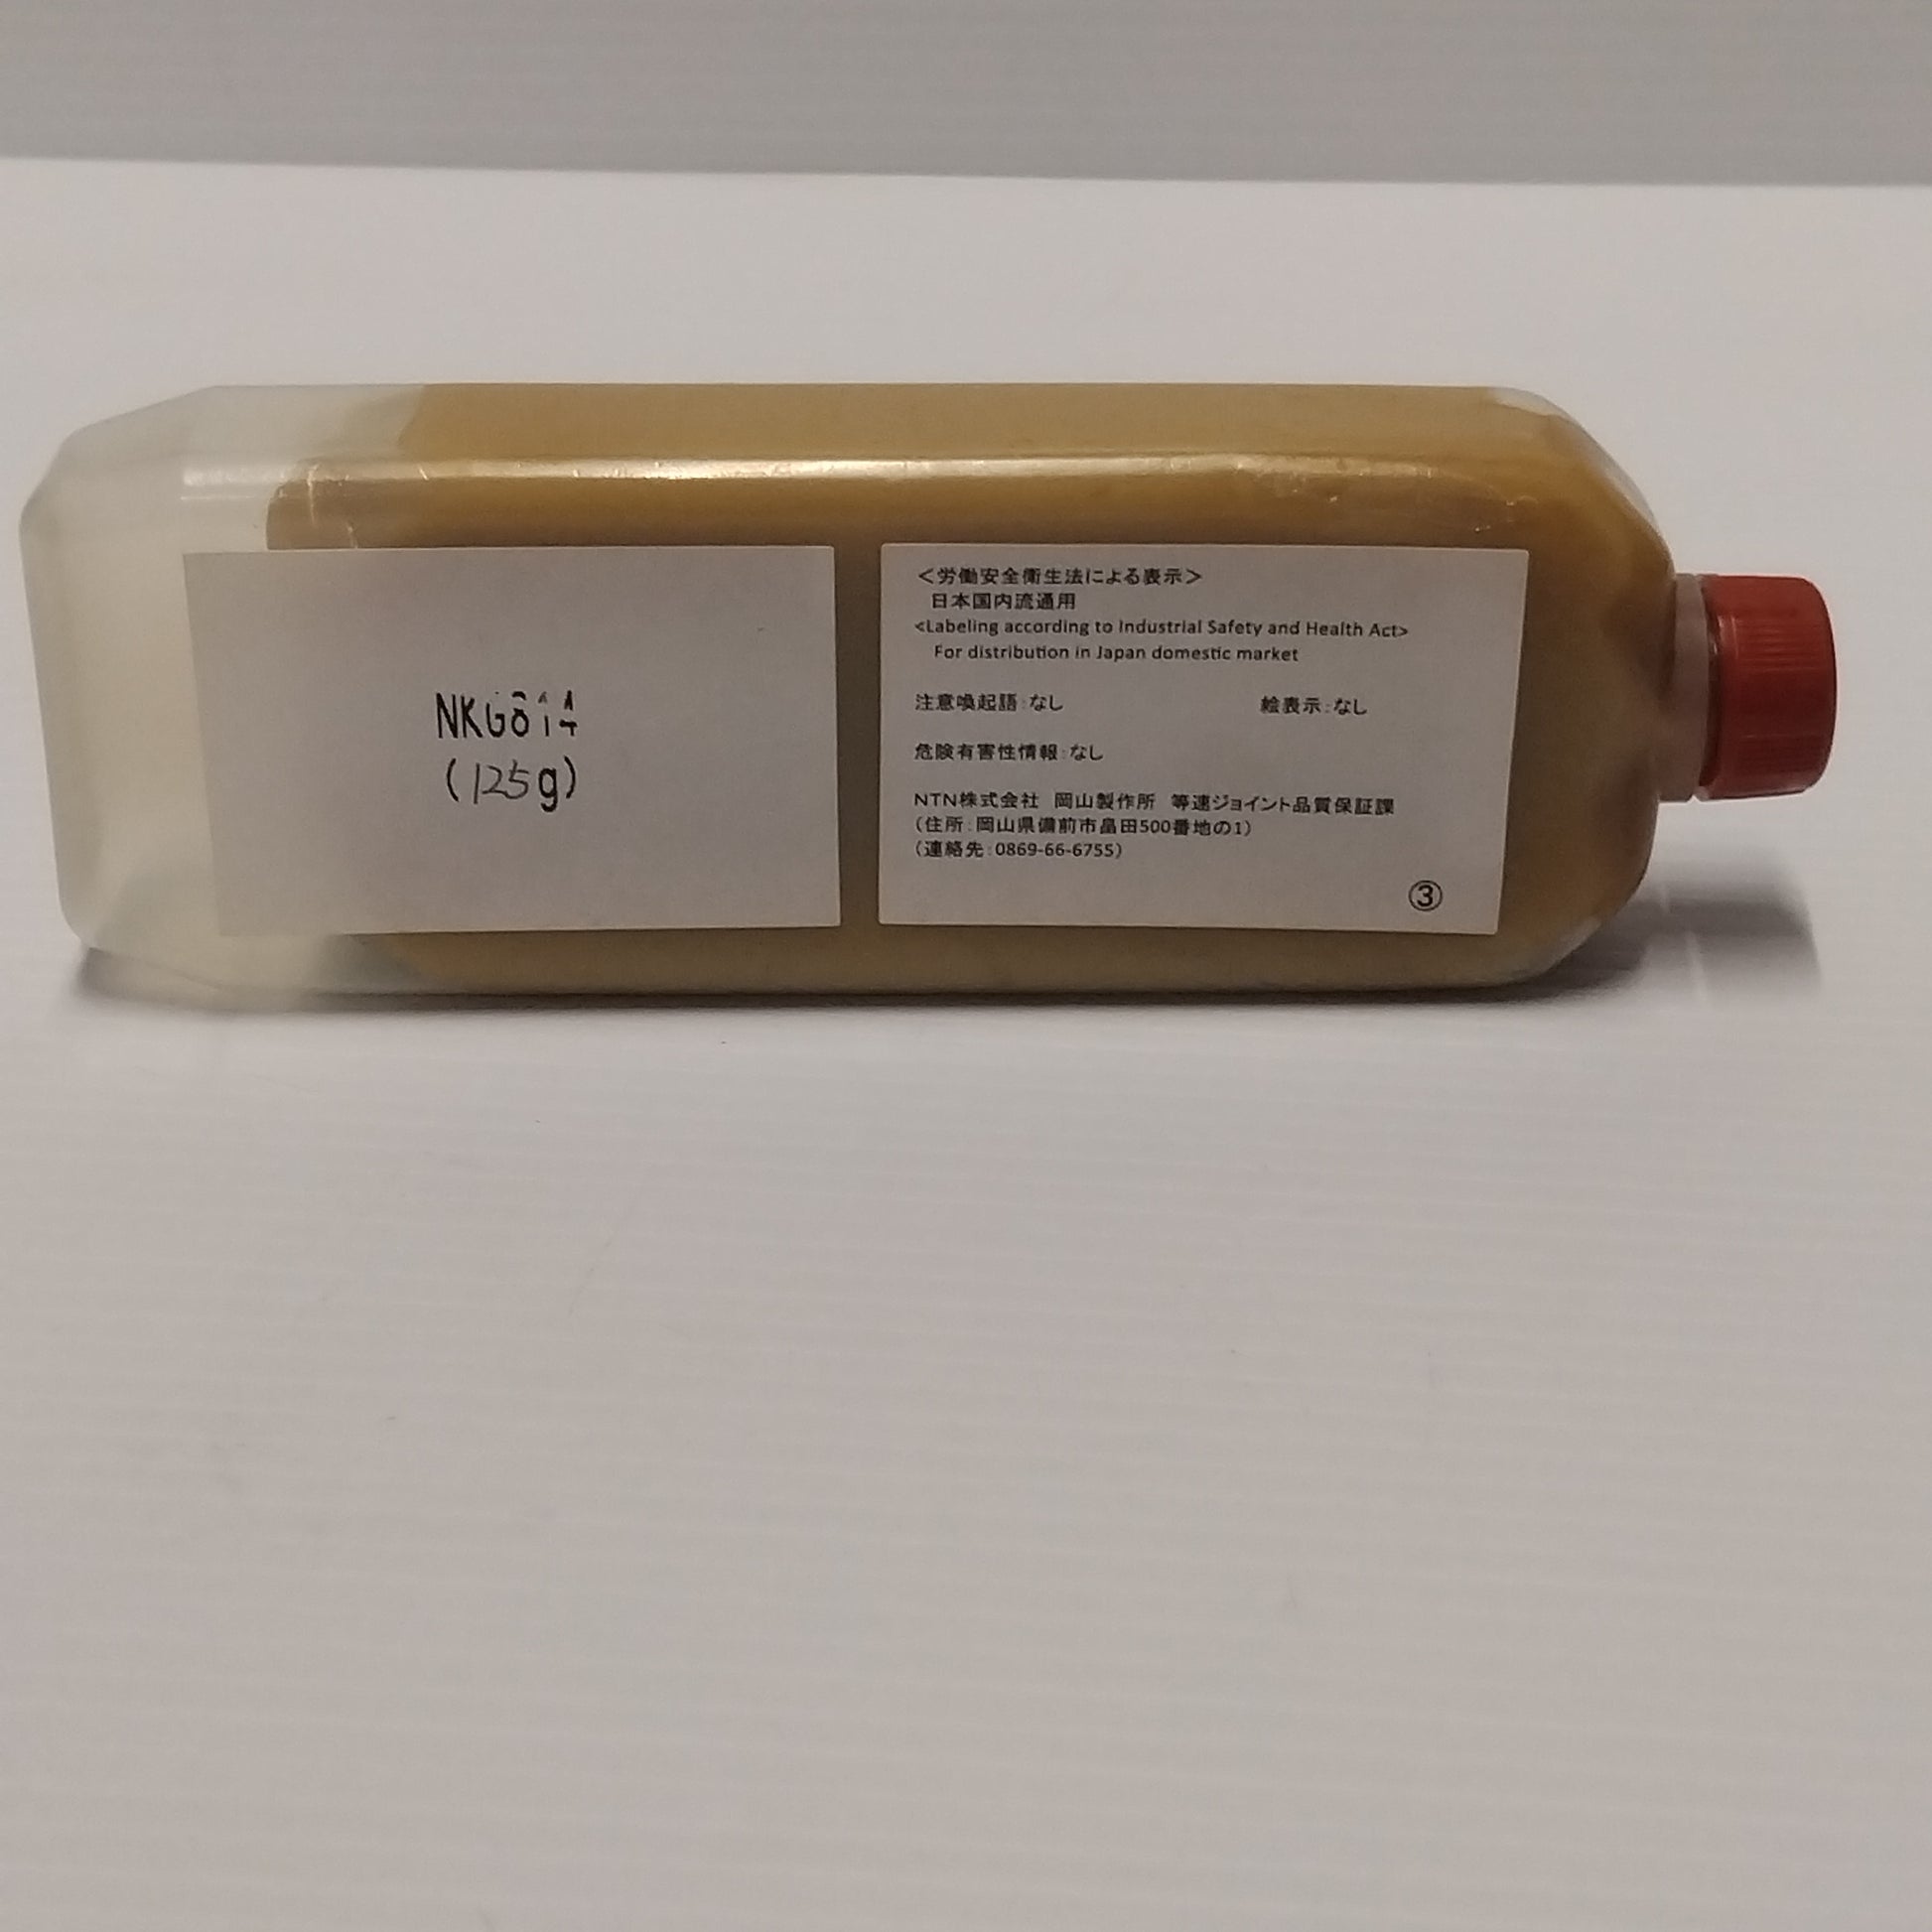 NKG814
(125g)
＜労働安全衛生法による表示＞
日本国内流通用
<Labeling according to Industrial Safety and Health Act>
For distribution in Japan domestic market
注意喚起語：なし　絵表示：なし
危険有害性情報：なし
NTN株式会社　岡山製作所　等速ジョイント品質保証課
（住所：岡山県備前市畠田500番地の1）
（連絡先：0869-66-6755）
③